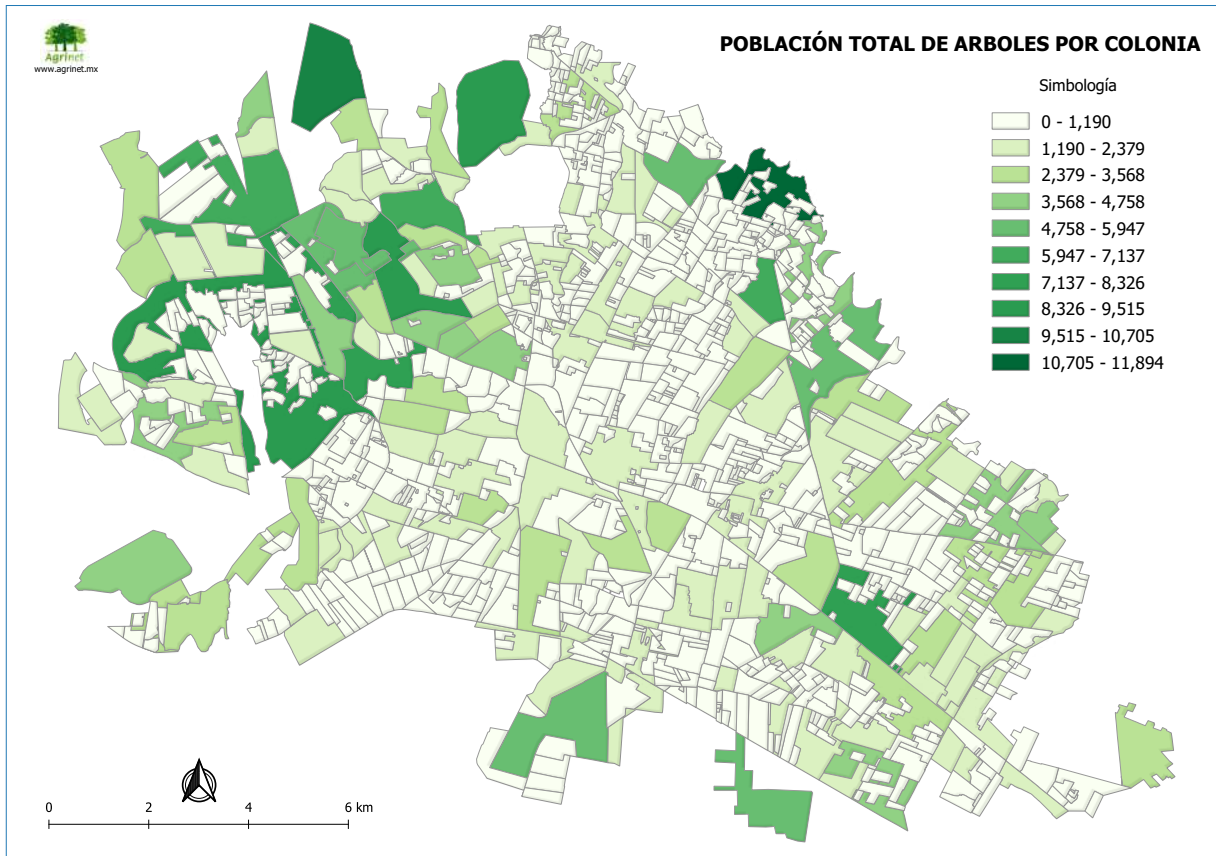 Agrinet
www.agrinet.mx
POBLACIÓN TOTAL DE ARBOLES POR COLONIA
Simbología
0 - 1,190
1,190 - 2,379
2,379 - 3,568
3,568 - 4,758
4,758 - 5,947
5,947 - 7,137
7,137 - 8,326
8,326 - 9,515
9,515 - 10,705
10,705 - 11,894
0 2 4 6 km